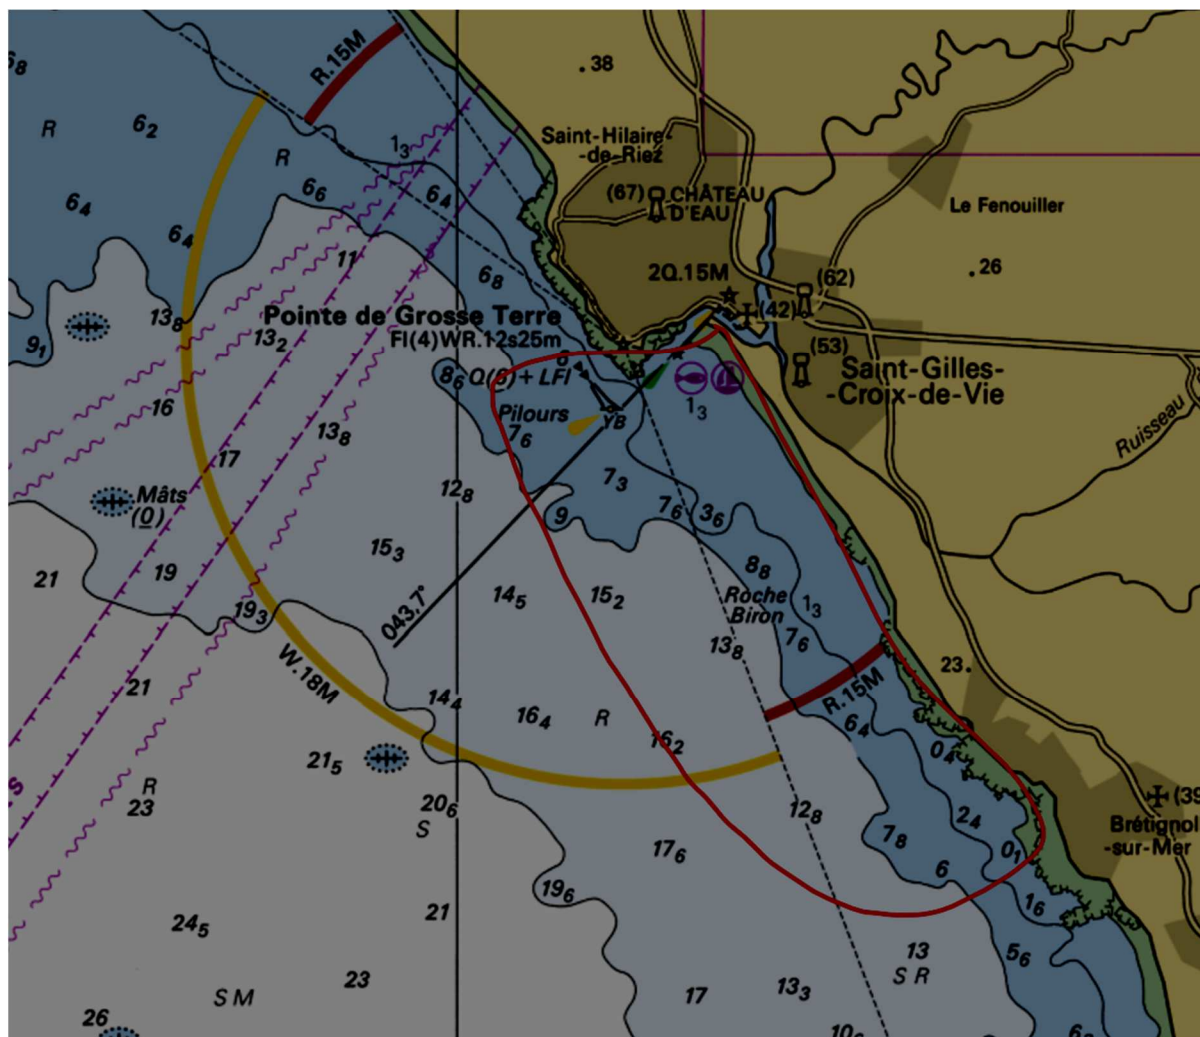 R.15M
.38
68
62
R
13
Saint-Hilaire-
-de-Riez
R
66
64
(67)
CHÂTEAU
D'EAU
Le Fenouiller
64
64
11
68
2Q.15M
(62)
.26
91
138
132
Pointe de Grosse Terre
Fl(4)WR.12s25m
(42)
(53)
86
Q(6)+LFl
Saint-Gilles-
-Croix-de-Vie
16
138
Pilours
YB
13
Ruisseau
76
17
128
73
76
36
Mâts
(0)
9
153
88
21
19
145
152
Roche
Biron
13
193
043,7°
138
76
23.
W.18M
R.15M
21
144
164
R
162
64
04
s
215
R
23
206
S
128
24
(39
Brétignol
-sur-Mer
176
78
01
6
196
16
245
21
13
S R
56
23
S M
17
133
26
106